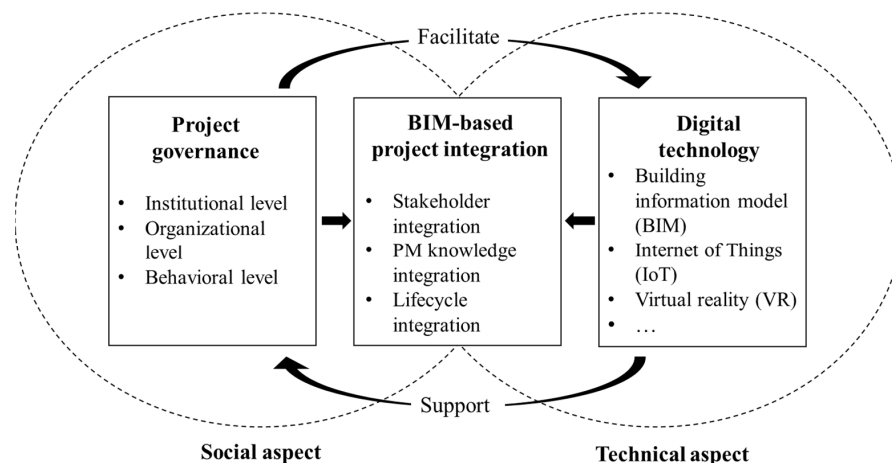 Facilitate
Project
governance
• Institutional level
• Organizational
level
• Behavioral level
BIM-based
project integration
• Stakeholder
integration
• PM knowledge
integration
• Lifecycle
integration
Digital
technology
• Building
information model
(BIM)
• Internet of Things
(IoT)
• Virtual reality (VR)
• …
Support
Social aspect
Technical aspect